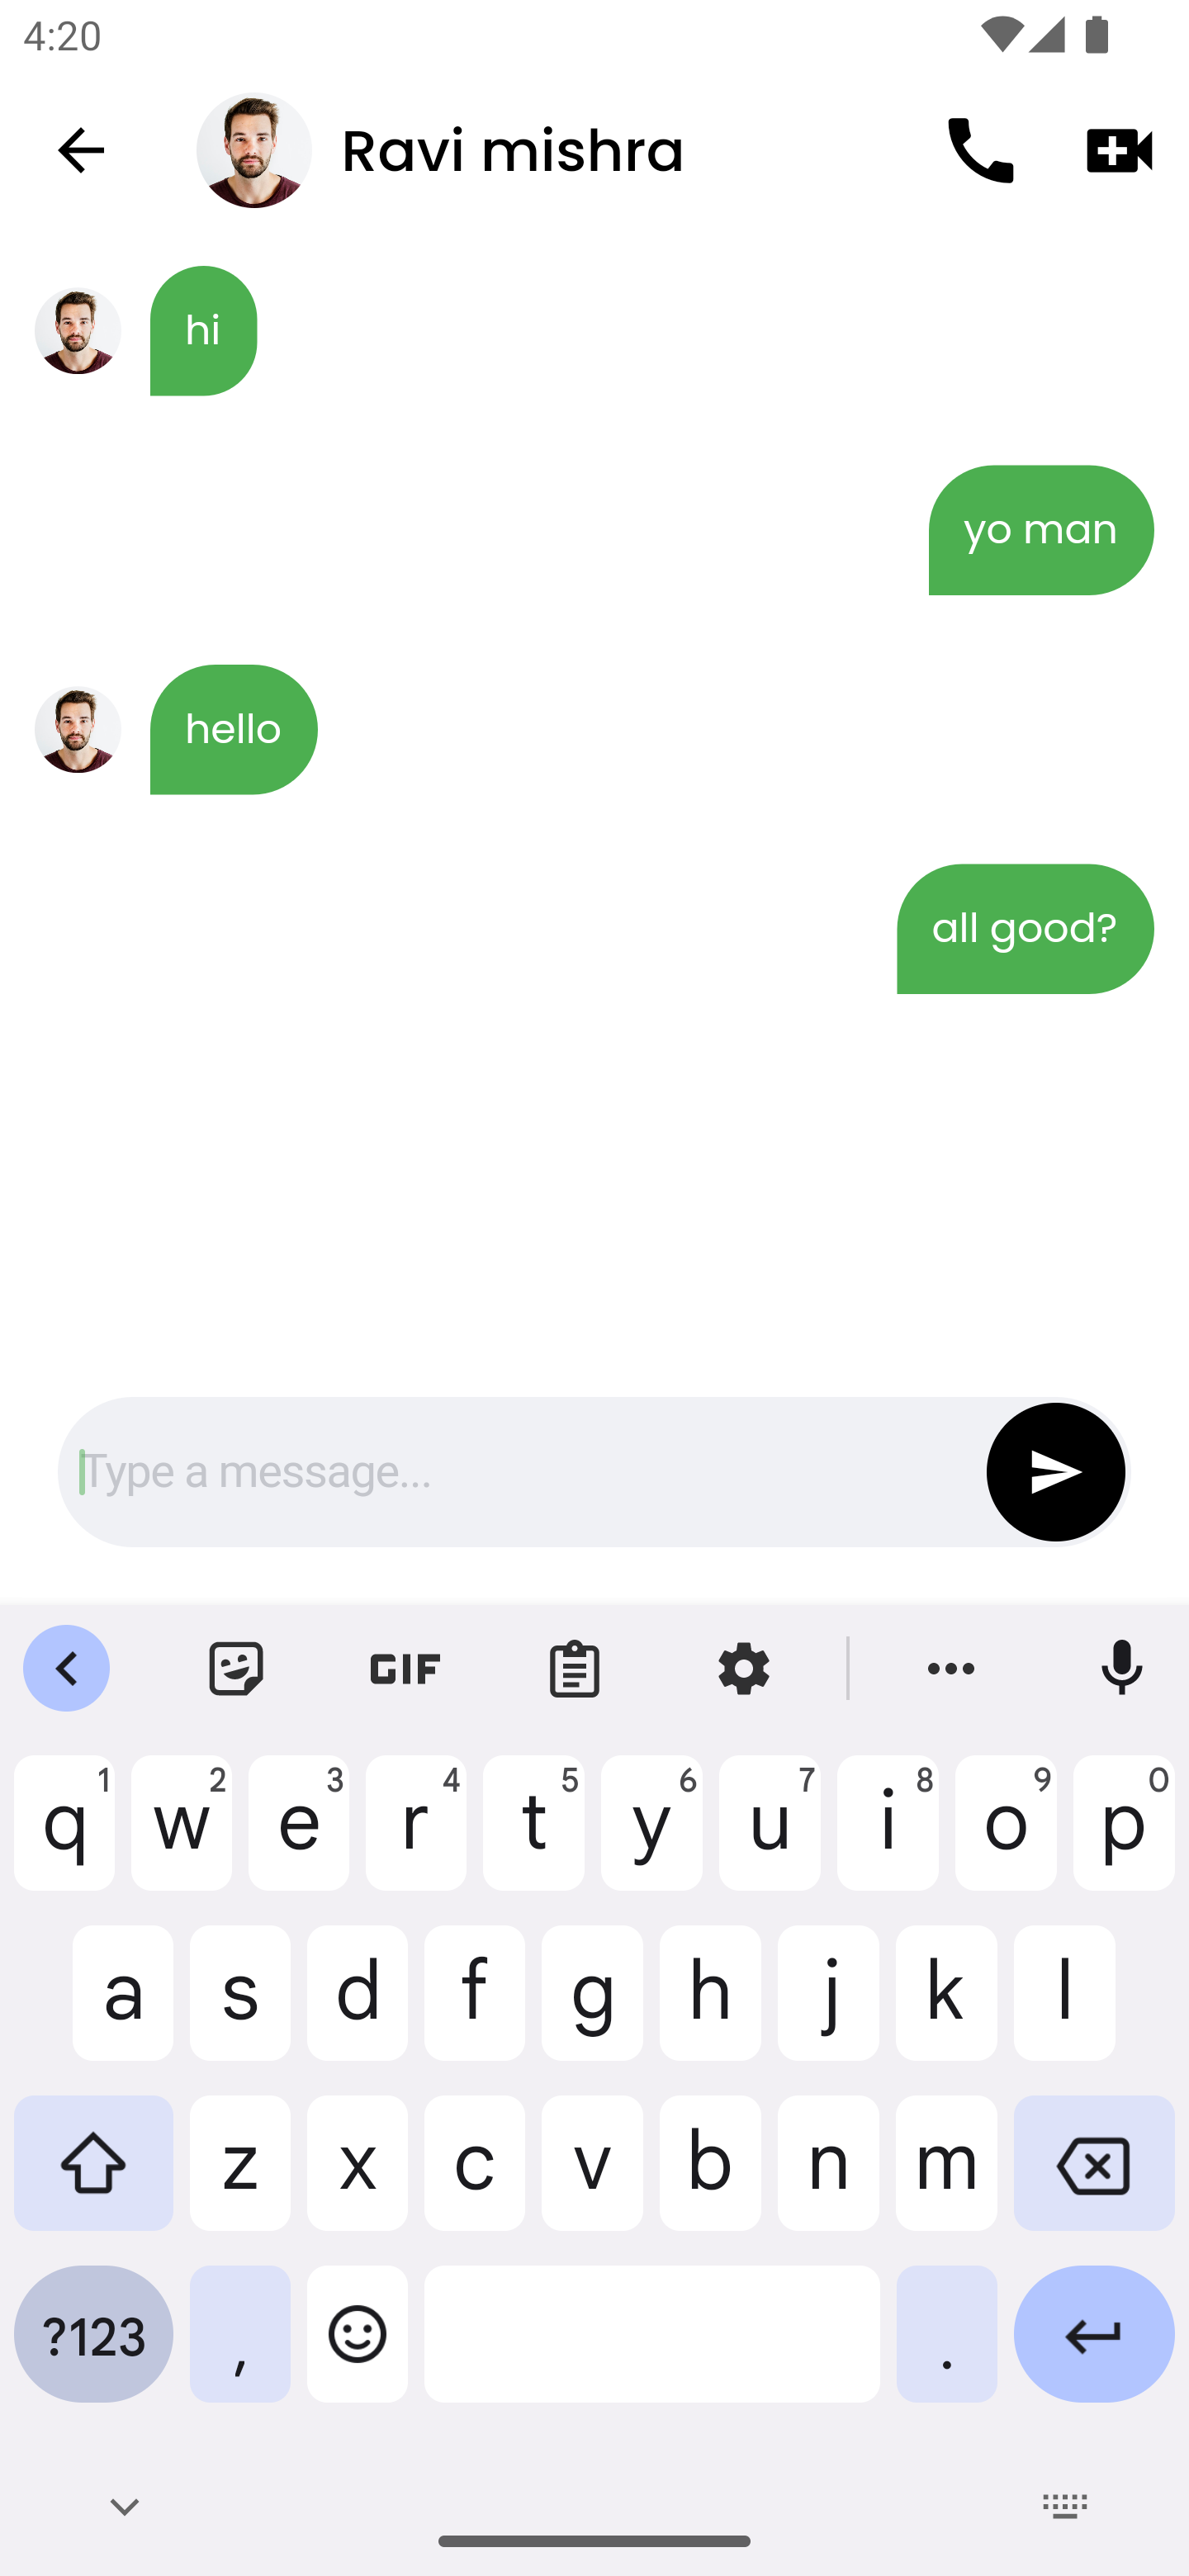 4:20
Ravi mishra
hi
yo man
hello
all good?
Type a message...
GIF
q 1 w 2 e 3 r 4 t 5 y 6 u 7 i 8 o 9 p 0
a s d f g h j k l
z x c v b n m
?123 , .